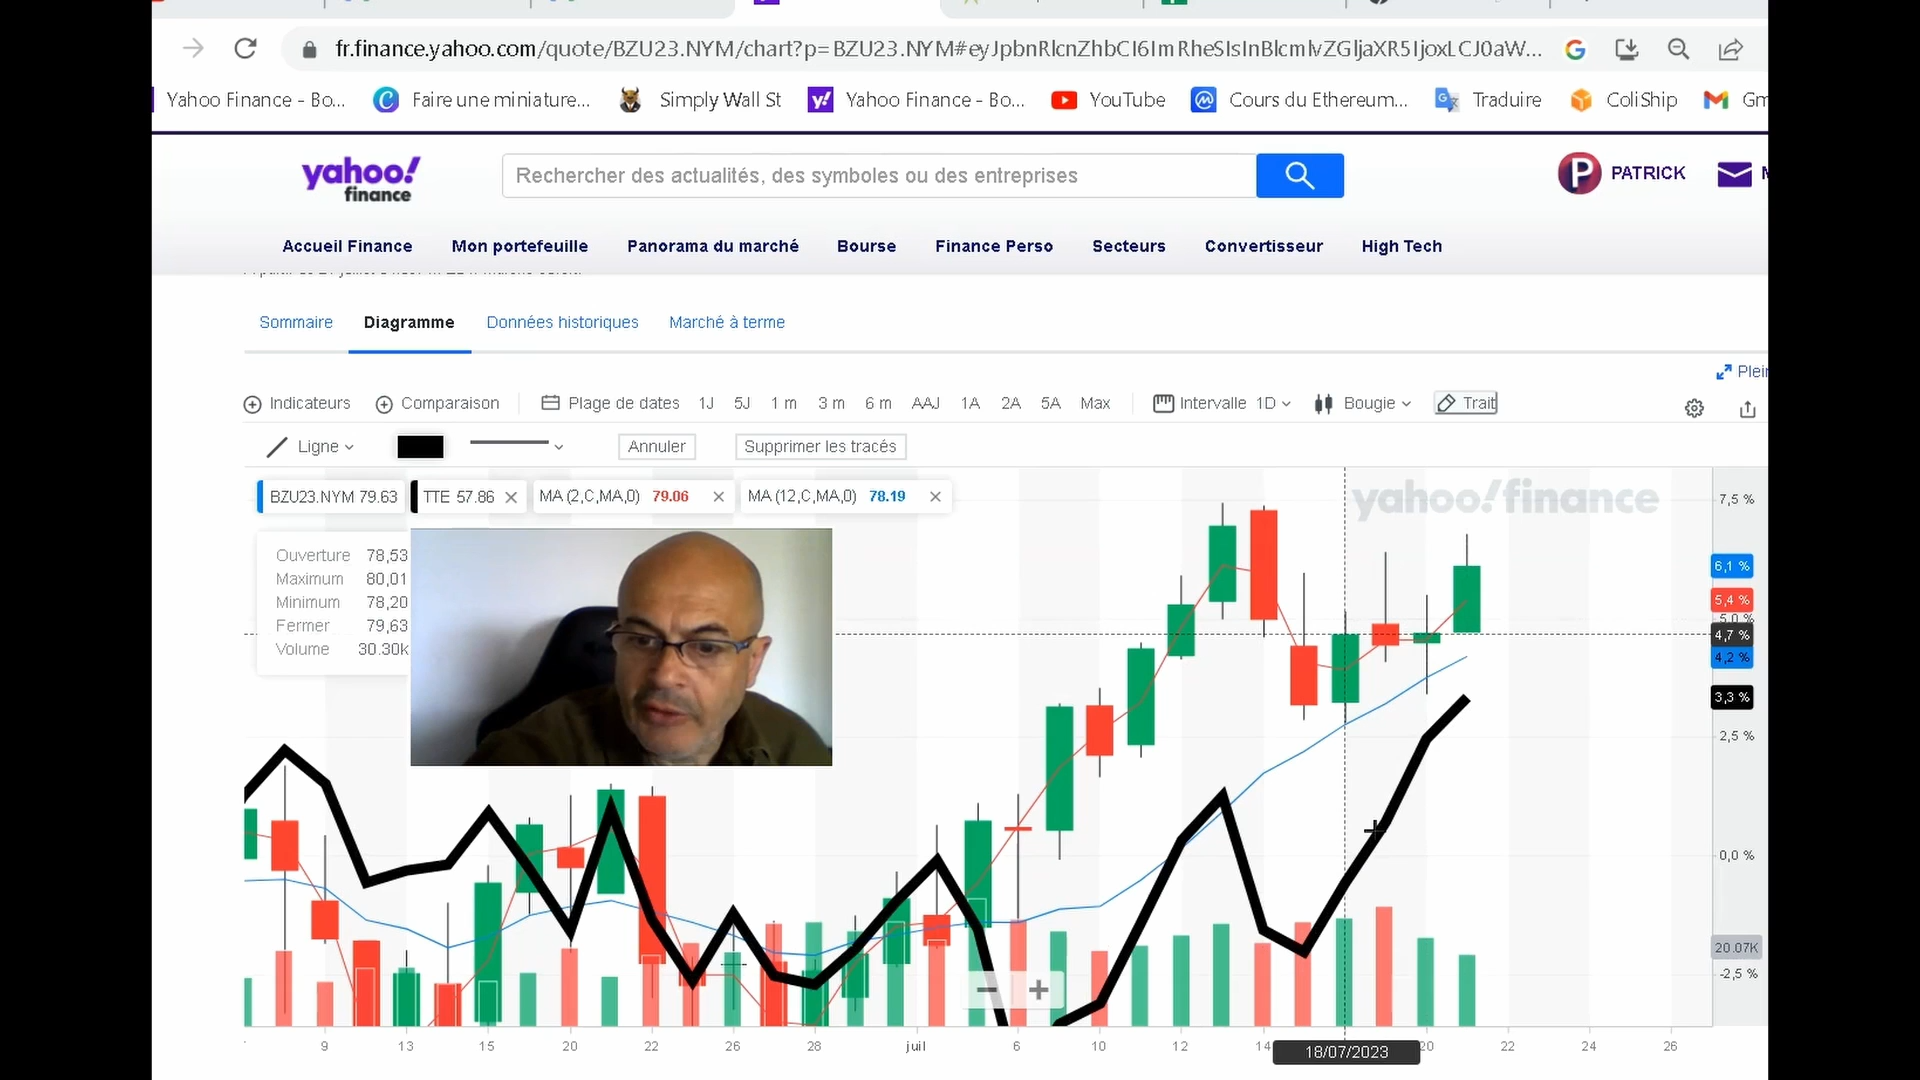 fr.finance.yahoo.com/quote/BZU23.NYM/chart?p=BZU23.NYM#eyJpbnRlcnZhbCI6ImRheSIsInBlcmlvZGljaXR5IjoxLCJ0aW...
Yahoo Finance - Bo... Faire une miniature... Simply Wall St Yahoo Finance - Bo... YouTube Cours du Ethereum... Traduire ColiShip Gm
yahoo! finance
Rechercher des actualités, des symboles ou des entreprises
PATRICK M
Accueil Finance Mon portefeuille Panorama du marché Bourse Finance Perso Secteurs Convertisseur High Tech
Sommaire Diagramme Données historiques Marché à terme
Plein
Indicateurs Comparaison Plage de dates 1J 5J 1 m 3 m 6 m AAJ 1A 2A 5A Max Intervalle 1D Bougie Trait
Ligne Annuler Supprimer les tracés
BZU23.NYM 79.63 TTE 57.86 MA (2,C,MA,0) 79.06 MA (12,C,MA,0) 78.19
yahoo!finance
Ouverture 78,53
Maximum 80,01
Minimum 78,20
Fermer 79,63
Volume 30.30k
7,5 %
6,1 %
5,4 %
5,0 %
4,7 %
4,2 %
3,3 %
2,5 %
0,0 %
20.07K
-2,5 %
9 13 15 20 22 26 28 juil 6 10 12 14 18/07/2023 20 22 24 26